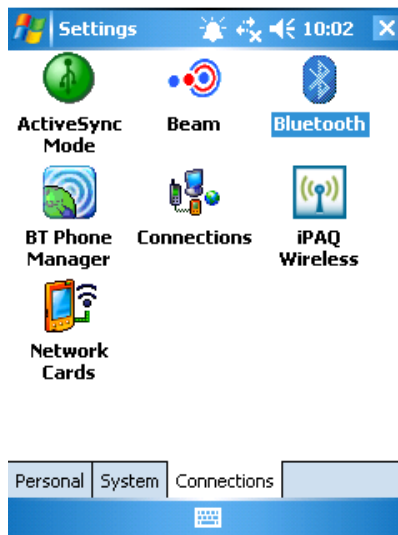 Settings 10:02
ActiveSync Mode Beam Bluetooth
BT Phone Manager Connections iPAQ Wireless
Network Cards
Personal System Connections